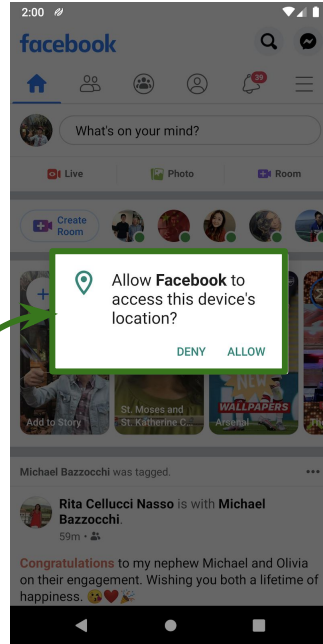 2:00
facebook
39
What's on your mind?
Live
Photo
Room
Create
Room
Allow Facebook to
access this device's
location?
DENY ALLOW
NEW
WALLPAPERS
Add to Story
St. Moses and
St. Katherine C...
Arsenal
Michael Bazzocchi was tagged.
Rita Cellucci Nasso is with Michael
Bazzocchi.
59m
Congratulations to my nephew Michael and Olivia
on their engagement. Wishing you both a lifetime of
happiness. 😘❤️🎉